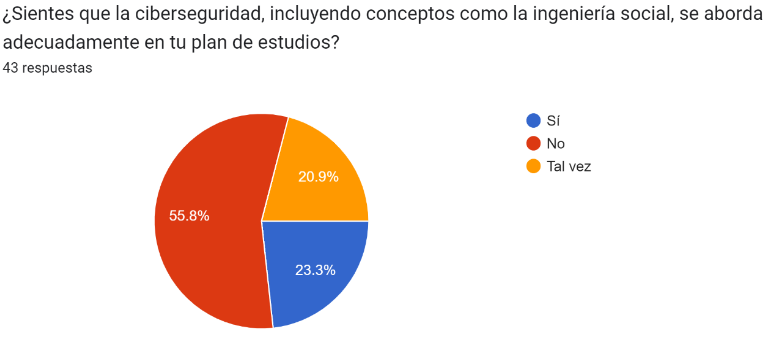 ¿Sientes que la ciberseguridad, incluyendo conceptos como la ingeniería social, se aborda
adecuadamente en tu plan de estudios?
43 respuestas
Sí
No
Tal vez
20.9%
55.8%
23.3%